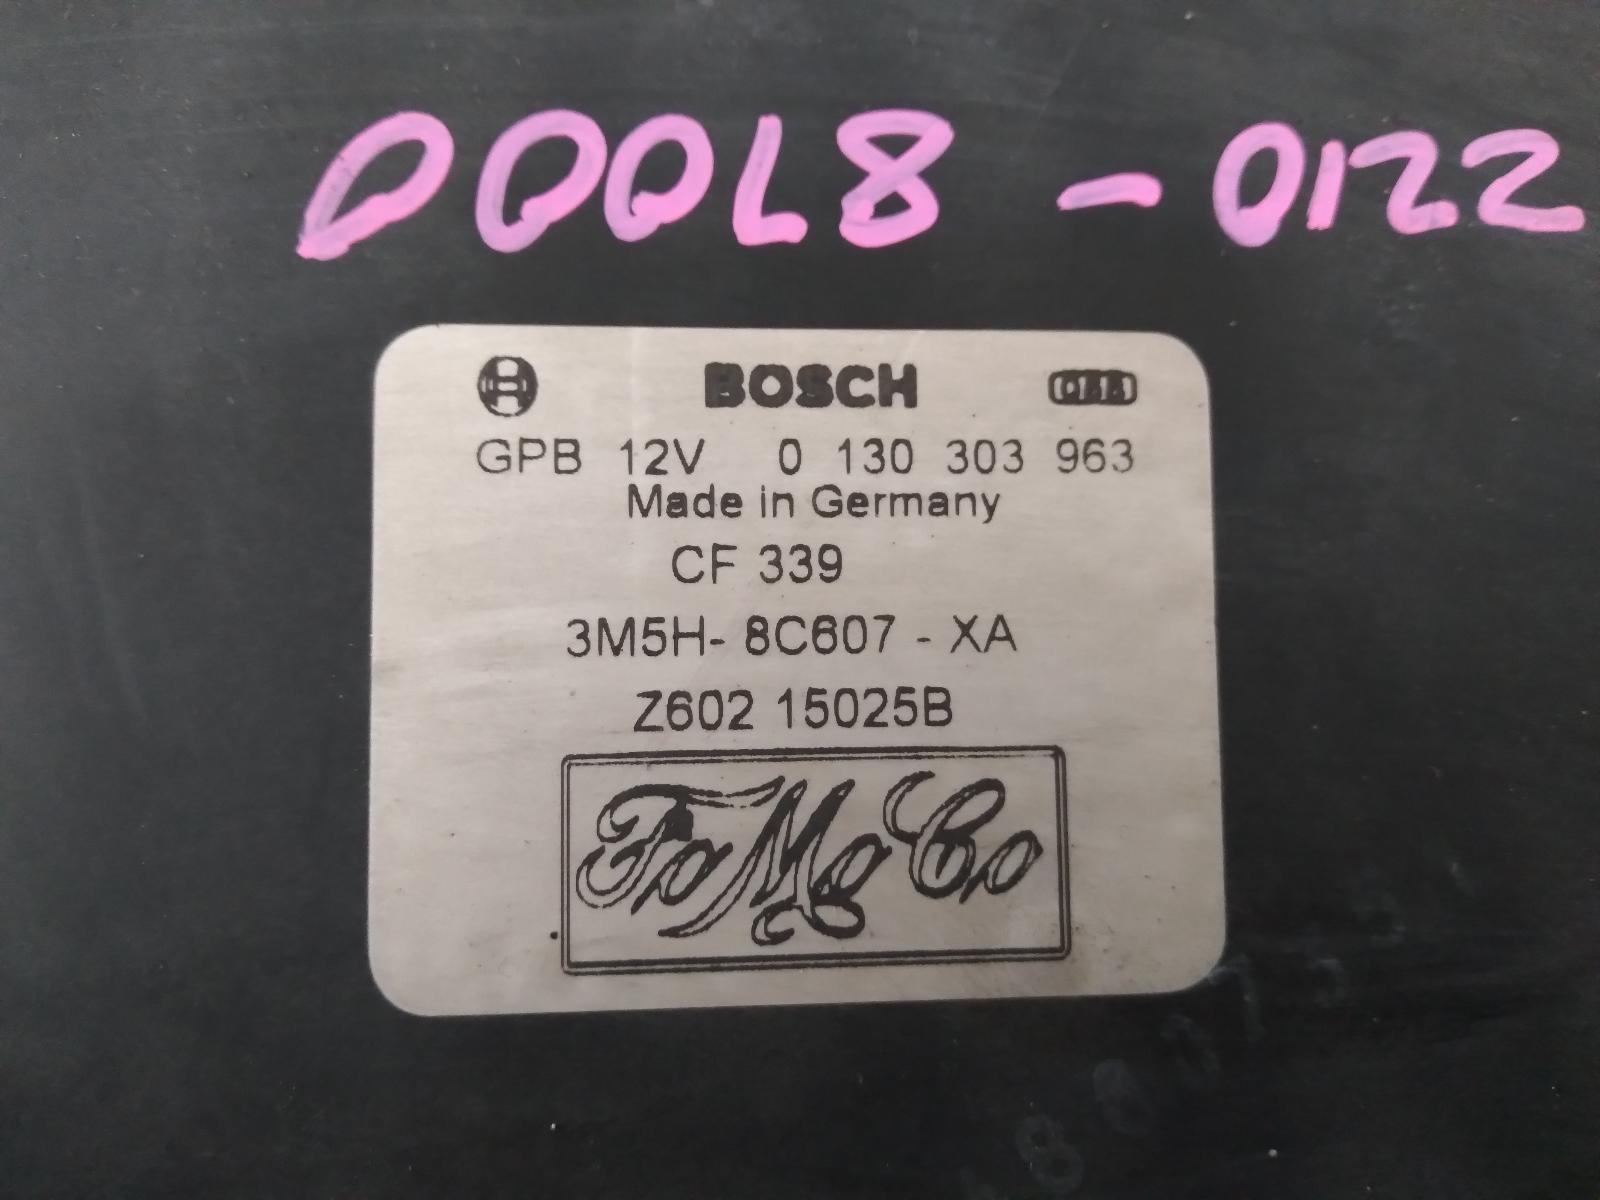 D00L8-0122
BOSCH
GPB 12V 0 130 303 963
Made in Germany
CF 339
3M5H- 8C607 - XA
Z602 15025B
FoMoCo